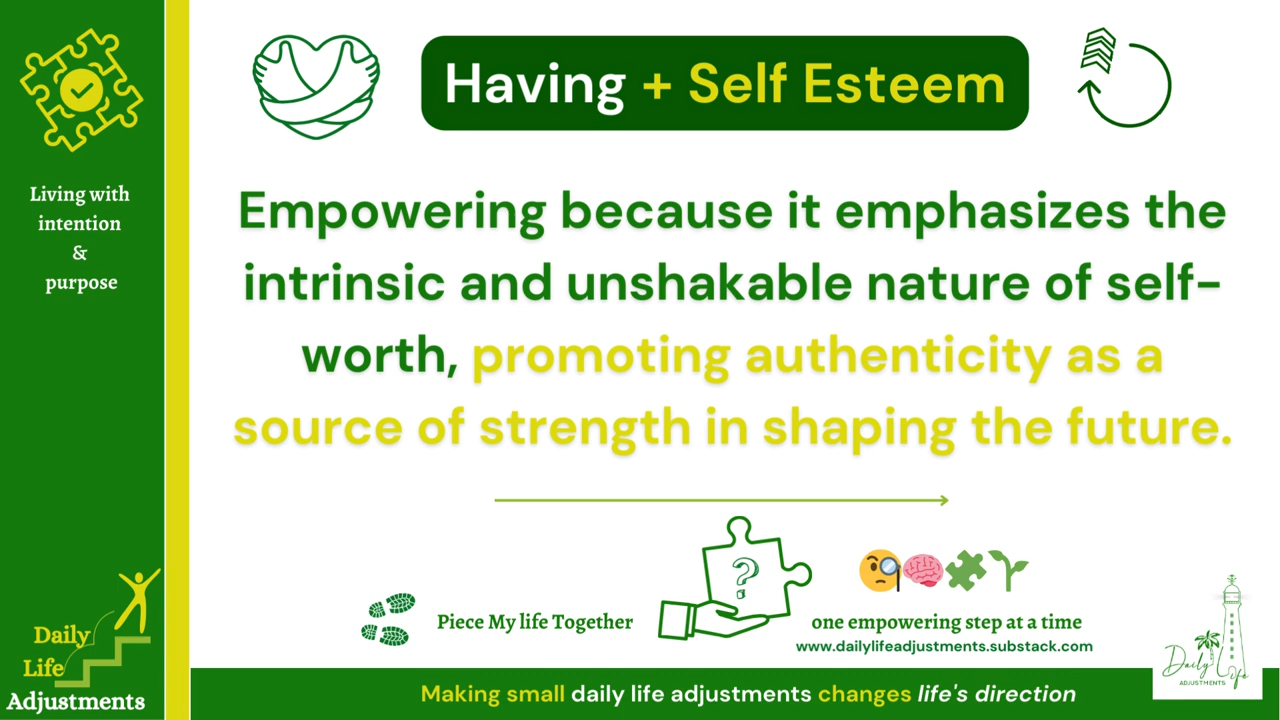 Having + Self Esteem
Living with
intention
&
purpose
Empowering because it emphasizes the
intrinsic and unshakable nature of self-
worth, promoting authenticity as a
source of strength in shaping the future.
?
Piece My life Together
one empowering step at a time
www.dailylifeadjustments.substack.com
Daily
Life
Adjustments
Making small daily life adjustments changes life's direction
Daily Life
ADJUSTMENTS